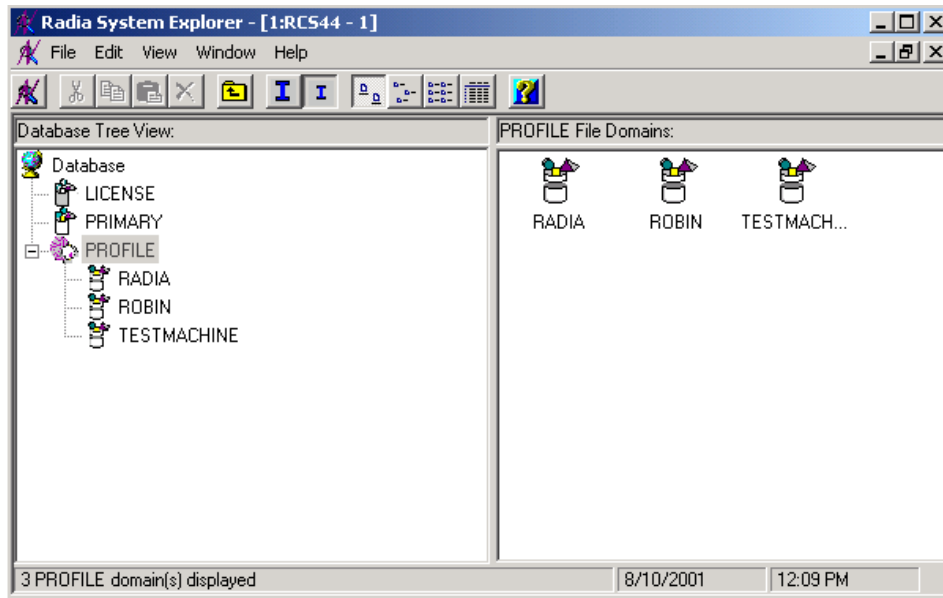 Radia System Explorer - [1:RCS44 - 1]
File Edit View Window Help
Database Tree View:
PROFILE File Domains:
Database
LICENSE
PRIMARY
PROFILE
RADIA
ROBIN
TESTMACHINE
RADIA
ROBIN
TESTMACH...
3 PROFILE domain(s) displayed
8/10/2001
12:09 PM